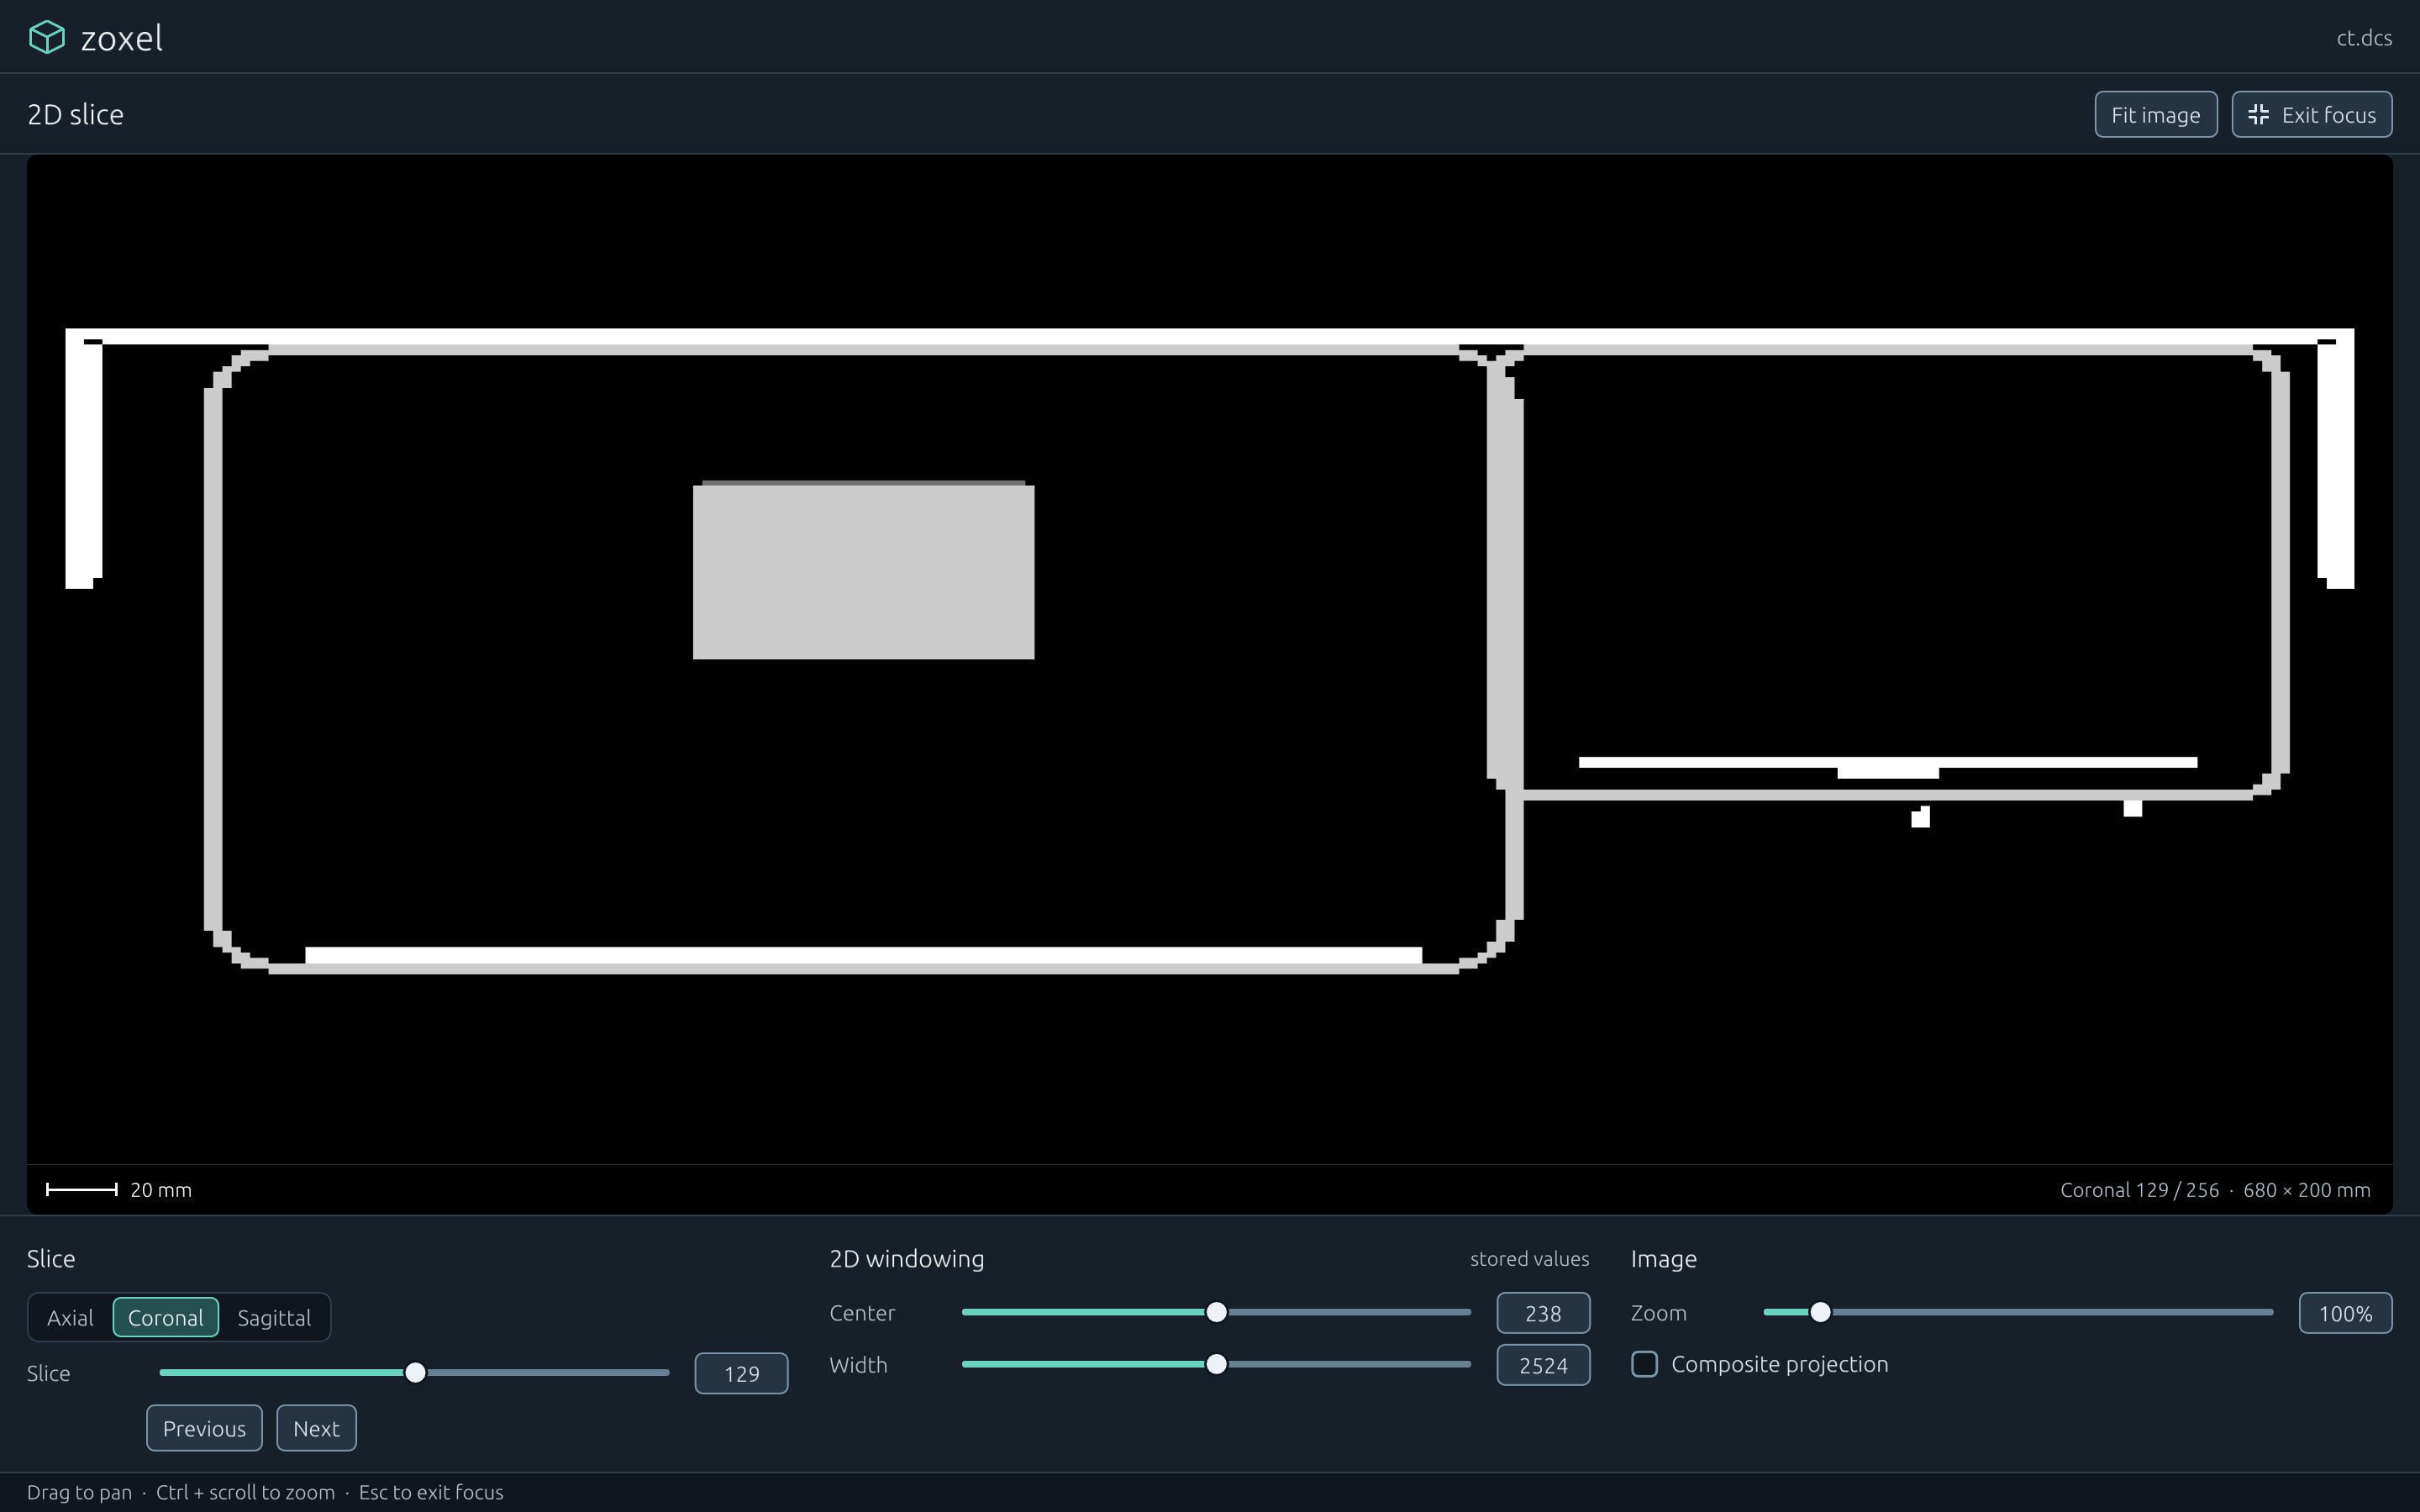 zoxel
ct.dcs
2D slice
Fit image
Exit focus
20 mm
Coronal 129 / 256 · 680 × 200 mm
Slice
Axial
Coronal
Sagittal
Slice
129
Previous
Next
2D windowing
stored values
Center
238
Width
2524
Image
Zoom
100%
Composite projection
Drag to pan · Ctrl + scroll to zoom · Esc to exit focus